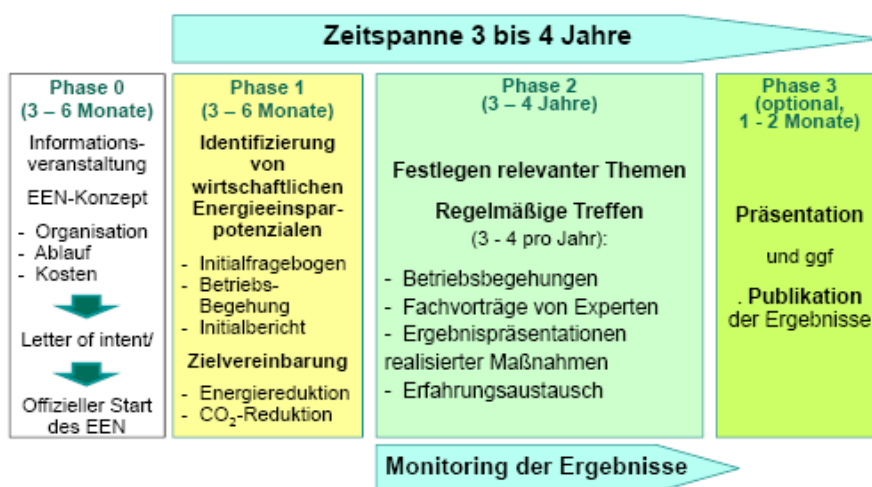 Zeitspanne 3 bis 4 Jahre
Phase 0
(3 – 6 Monate)
Informations-
veranstaltung
EEN-Konzept
- Organisation
- Ablauf
- Kosten
Letter of intent/
Offizieller Start
des EEN
Phase 1
(3 – 6 Monate)
Identifizierung
von
wirtschaftlichen
Energieeinspar-
potenzialen
- Initialfragebogen
- Betriebs-
Begehung
- Initialbericht
Zielvereinbarung
- Energiereduktion
- CO₂-Reduktion
Phase 2
(3 – 4 Jahre)
Festlegen relevanter Themen
Regelmäßige Treffen
(3 - 4 pro Jahr):
- Betriebsbegehungen
- Fachvorträge von Experten
- Ergebnispräsentationen
realisierter Maßnahmen
- Erfahrungsaustausch
Phase 3
(optional,
1 - 2 Monate)
Präsentation
und ggf
. Publikation
der Ergebnisse
Monitoring der Ergebnisse